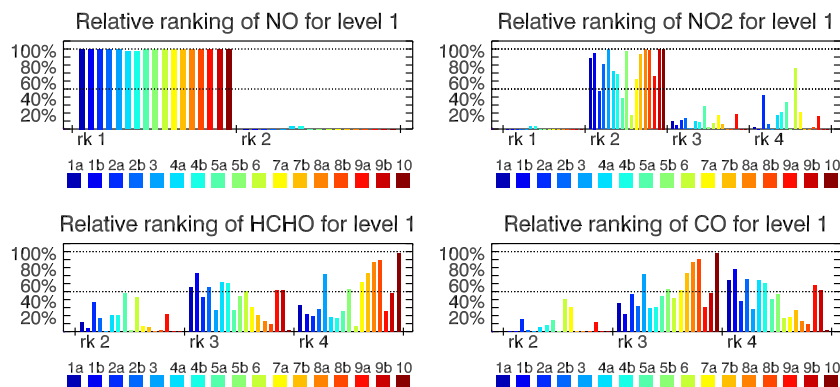 Relative ranking of NO for level 1
100%
80%
60%
40%
20%
rk 1 rk 2
1a 1b 2a 2b 3 4a 4b 5a 5b 6 7a 7b 8a 8b 9a 9b 10
Relative ranking of NO2 for level 1
100%
80%
60%
40%
20%
rk 1 rk 2 rk 3 rk 4
1a 1b 2a 2b 3 4a 4b 5a 5b 6 7a 7b 8a 8b 9a 9b 10
Relative ranking of HCHO for level 1
100%
80%
60%
40%
20%
rk 2 rk 3 rk 4
1a 1b 2a 2b 3 4a 4b 5a 5b 6 7a 7b 8a 8b 9a 9b 10
Relative ranking of CO for level 1
100%
80%
60%
40%
20%
rk 2 rk 3 rk 4
1a 1b 2a 2b 3 4a 4b 5a 5b 6 7a 7b 8a 8b 9a 9b 10